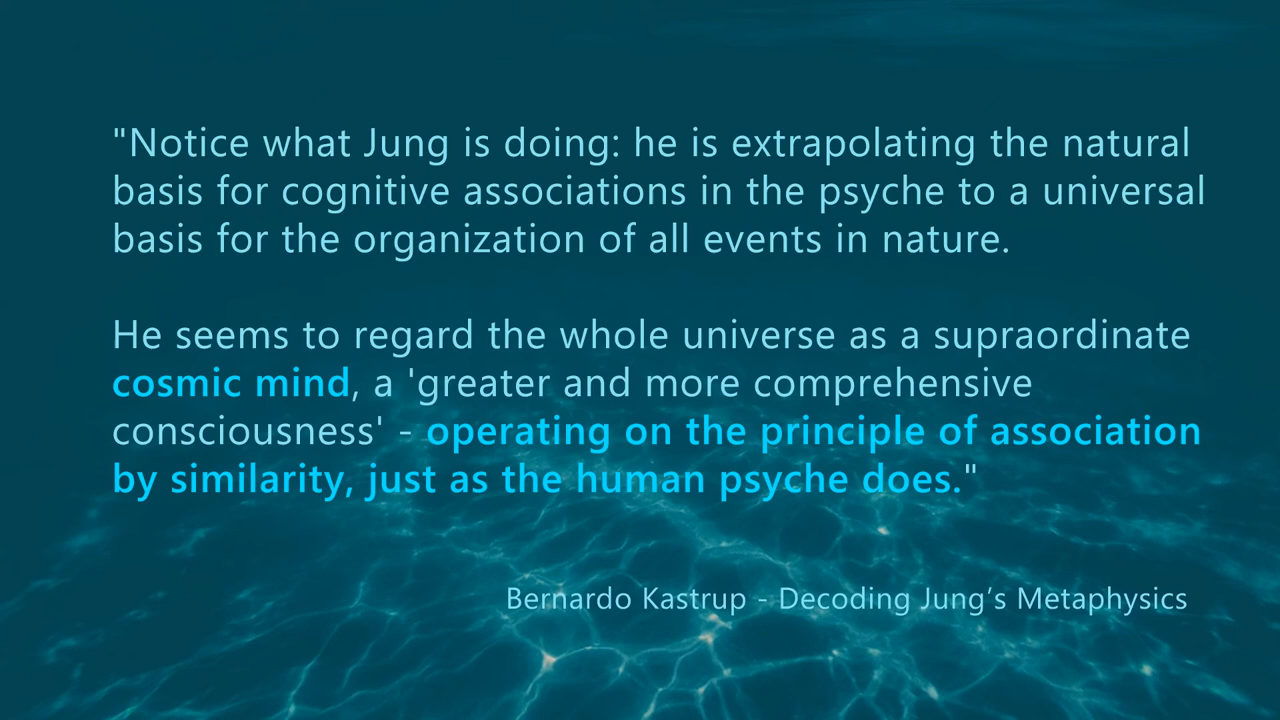 "Notice what Jung is doing: he is extrapolating the natural
basis for cognitive associations in the psyche to a universal
basis for the organization of all events in nature.
He seems to regard the whole universe as a supraordinate
cosmic mind, a 'greater and more comprehensive
consciousness' - operating on the principle of association
by similarity, just as the human psyche does."
Bernardo Kastrup - Decoding Jung’s Metaphysics